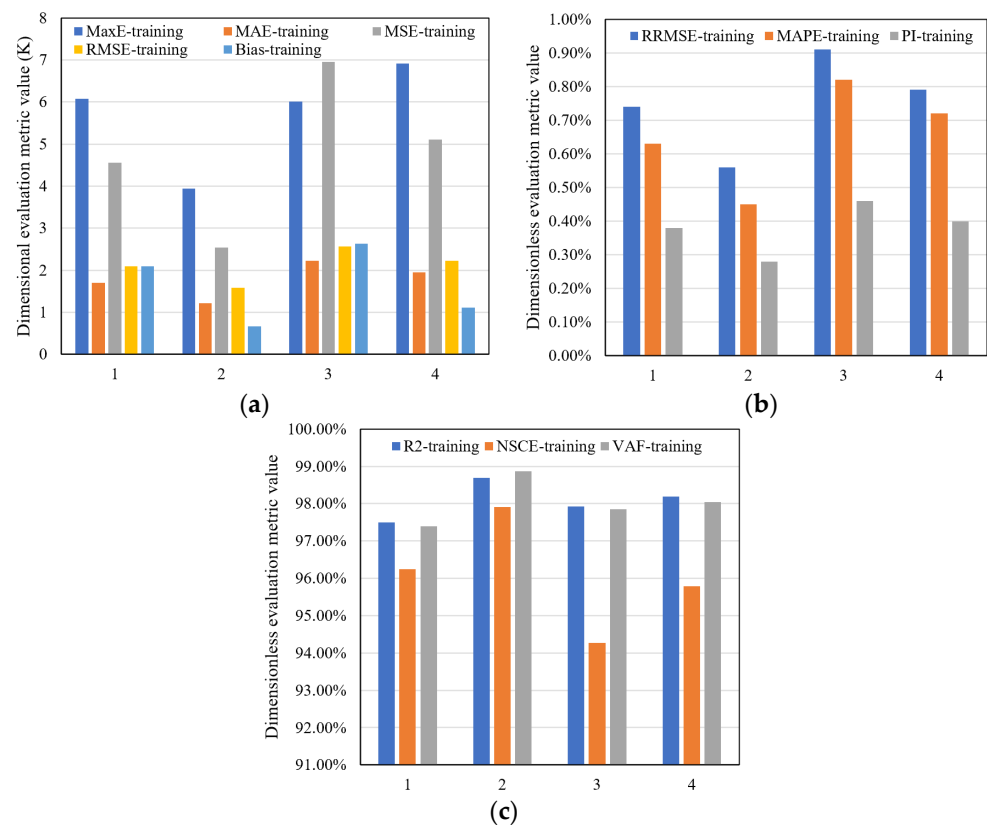 MaxE-training MAE-training MSE-training
RMSE-training Bias-training
Dimensional evaluation metric value (K)
8
7
6
5
4
3
2
1
0
1 2 3 4
(a)
RRMSE-training MAPE-training PI-training
Dimensionless evaluation metric value
1.00%
0.90%
0.80%
0.70%
0.60%
0.50%
0.40%
0.30%
0.20%
0.10%
0.00%
1 2 3 4
(b)
R2-training NSCE-training VAF-training
Dimensionless evaluation metric value
100.00%
99.00%
98.00%
97.00%
96.00%
95.00%
94.00%
93.00%
92.00%
91.00%
1 2 3 4
(c)